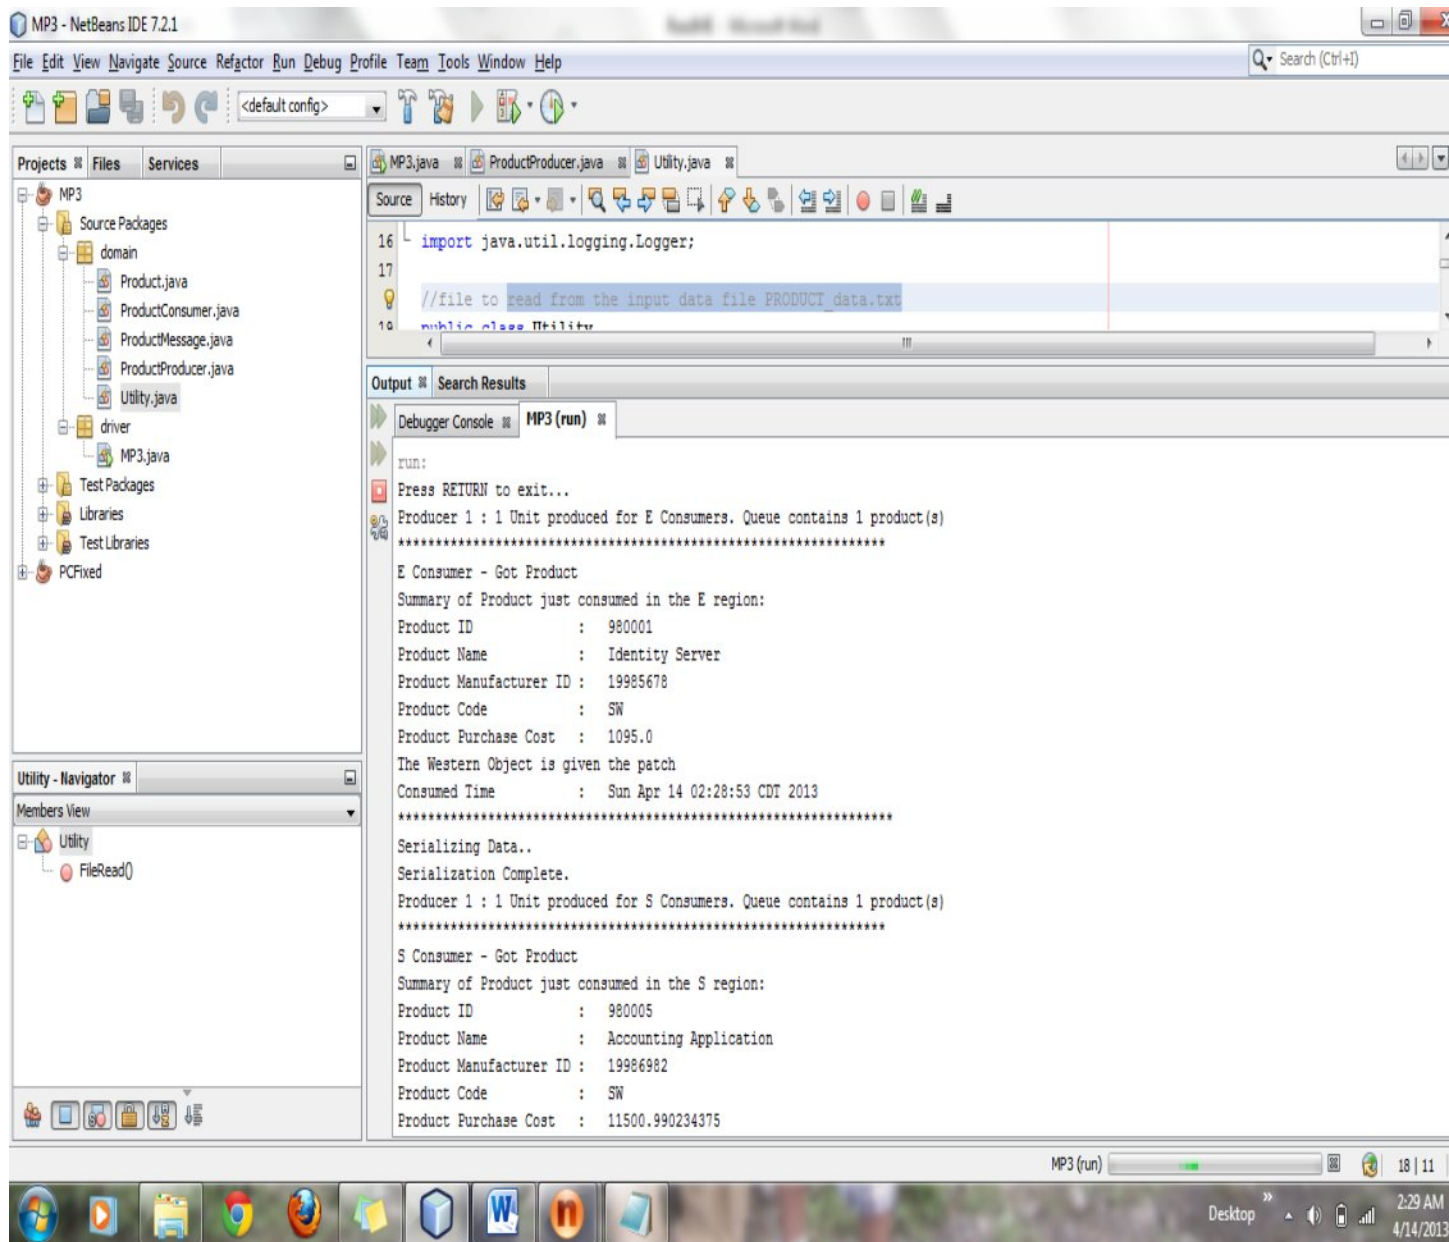 MP3 - NetBeans IDE 7.2.1
File Edit View Navigate Source Refactor Run Debug Profile Team Tools Window Help
Search (Ctrl+I)
<default config>
Projects Files Services
MP3
Source Packages
domain
Product.java
ProductConsumer.java
ProductMessage.java
ProductProducer.java
Utility.java
driver
MP3.java
Test Packages
Libraries
Test Libraries
PCFixed
Utility - Navigator
Members View
Utility
FileRead()
MP3.java ProductProducer.java Utility.java
Source History
16 import java.util.logging.Logger;
17
//file to read from the input data file PRODUCT_data.txt
19 public class Utility
Output Search Results
Debugger Console MP3 (run)
run:
Press RETURN to exit...
Producer 1 : 1 Unit produced for E Consumers. Queue contains 1 product(s)
*****************************************************************
E Consumer - Got Product
Summary of Product just consumed in the E region:
Product ID : 980001
Product Name : Identity Server
Product Manufacturer ID : 19985678
Product Code : SW
Product Purchase Cost : 1095.0
The Western Object is given the patch
Consumed Time : Sun Apr 14 02:28:53 CDT 2013
******************************************************************
Serializing Data..
Serialization Complete.
Producer 1 : 1 Unit produced for S Consumers. Queue contains 1 product(s)
*****************************************************************
S Consumer - Got Product
Summary of Product just consumed in the S region:
Product ID : 980005
Product Name : Accounting Application
Product Manufacturer ID : 19986982
Product Code : SW
Product Purchase Cost : 11500.990234375
MP3 (run)
18 | 11
Desktop
2:29 AM
4/14/2013